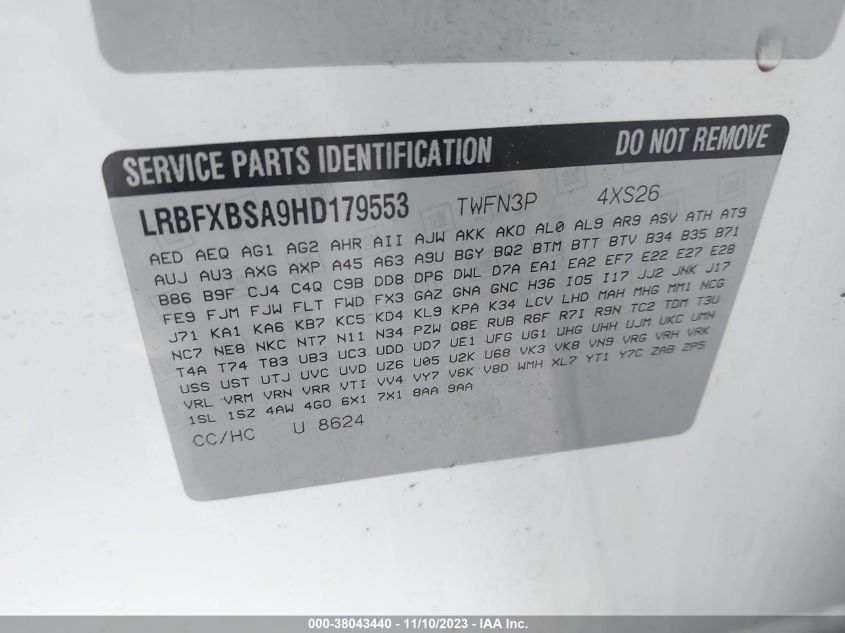 SERVICE PARTS IDENTIFICATION DO NOT REMOVE
LRBFXBSA9HD179553 TWFN3P 4XS26
AED AEQ AG1 AG2 AHR AII AJW AKK AKO AL0 AL9 AR9 ASV ATH AT9
AUJ AU3 AXG AXP A45 A63 A9U BGY BQ2 BTM BTT BTV B34 B35 B71
B86 B9F CJ4 C4Q C9B DD8 DP6 DWL D7A EA1 EA2 EF7 E22 E27 E28
FE9 FJM FJW FLT FWD FX3 GAZ GNA GNC H36 IO5 I17 JJ2 JNK J17
J71 KA1 KA6 KB7 KC5 KD4 KL9 KPA K34 LCV LHD MAH MHG MM1 NCG
NC7 NE8 NKC NT7 N11 N34 PZW Q8E RUB R6F R7I R9N TC2 TDM T3U
T4A T74 T83 UB3 UC3 UDD UD7 UE1 UFG UG1 UHG UHH UJM UKC UMN
USS UST UTJ UVC UVD UZ6 U05 U2K U68 VK3 VK8 VN9 VRG VRH VRK
VRL VRM VRN VRR VTI VV4 VY7 V6K V8D WMH XL7 YT1 Y7C ZAB ZP5
1SL 1SZ 4AW 4GO 6X1 7X1 8AA 9AA
CC/HC U 8624
000-38043440 - 11/10/2023 - IAA Inc.